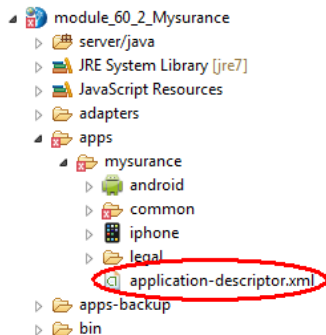 module_60_2_Mysurance
server/java
JRE System Library [jre7]
JavaScript Resources
adapters
apps
mysurance
android
common
iphone
legal
application-descriptor.xml
apps-backup
bin